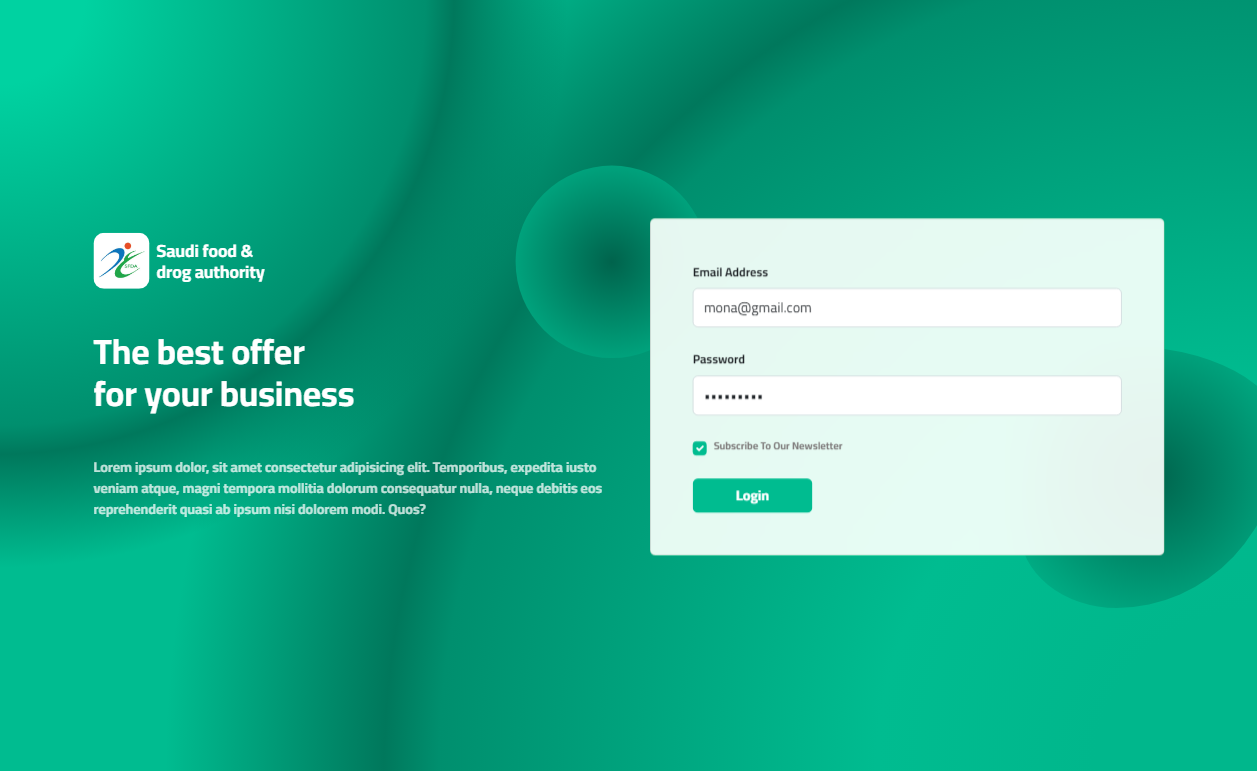 SFDA
Saudi food &
drog authority
The best offer
for your business
Lorem ipsum dolor, sit amet consectetur adipisicing elit. Temporibus, expedita iusto
veniam atque, magni tempora mollitia dolorum consequatur nulla, neque debitis eos
reprehenderit quasi ab ipsum nisi dolorem modi. Quos?
Email Address
mona@gmail.com
Password
Subscribe To Our Newsletter
Login